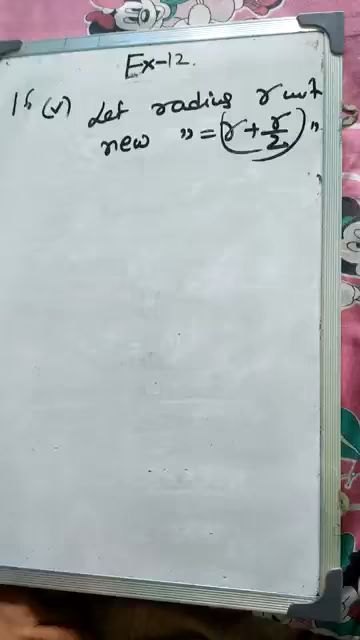 Ex-12.
15 (v) Let radius r unit
new " = (r + r/2) "